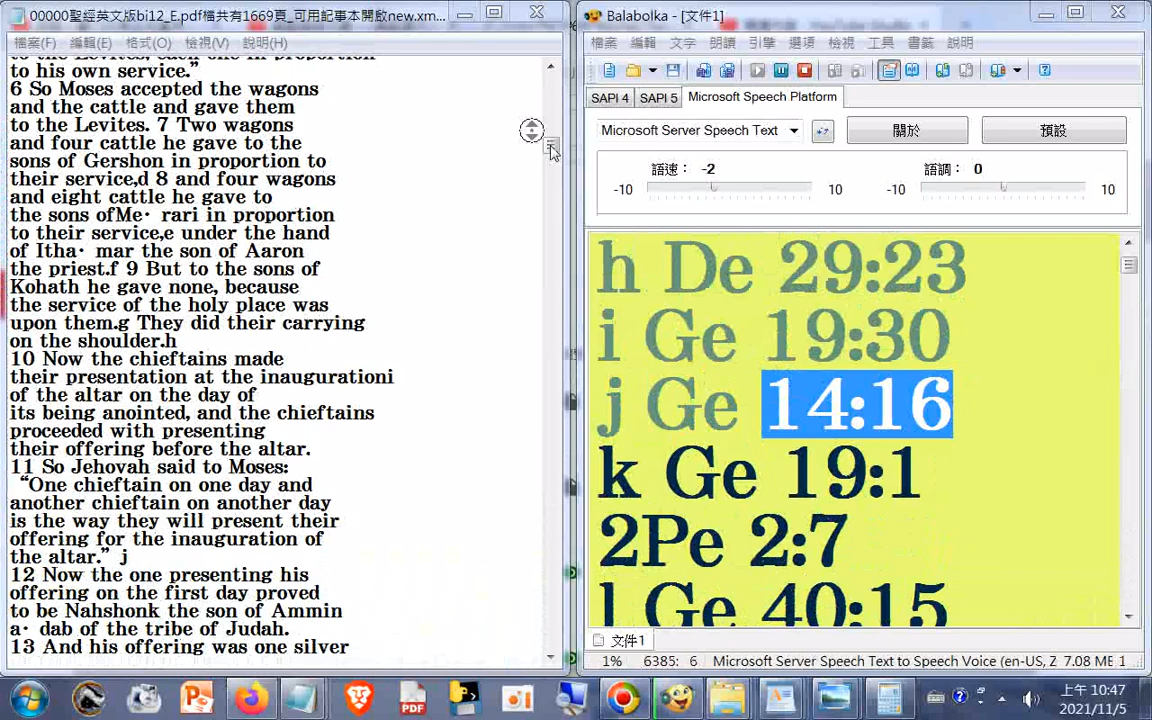 00000聖經英文版bi12_E.pdf檔共有1669頁_可用記事本開啟new.xm...
檔案(F) 編輯(E) 格式(O) 檢視(V) 說明(H)
to the Levites, each one in proportion
to his own service.”
6 So Moses accepted the wagons
and the cattle and gave them
to the Levites. 7 Two wagons
and four cattle he gave to the
sons of Gershon in proportion to
their service,d 8 and four wagons
and eight cattle he gave to
the sons ofMe· rari in proportion
to their service,e under the hand
of Itha· mar the son of Aaron
the priest.f 9 But to the sons of
Kohath he gave none, because
the service of the holy place was
upon them.g They did their carrying
on the shoulder.h
10 Now the chieftains made
their presentation at the inaugurationi
of the altar on the day of
its being anointed, and the chieftains
proceeded with presenting
their offering before the altar.
11 So Jehovah said to Moses:
“One chieftain on one day and
another chieftain on another day
is the way they will present their
offering for the inauguration of
the altar.” j
12 Now the one presenting his
offering on the first day proved
to be Nahshonk the son of Ammin
a· dab of the tribe of Judah.
13 And his offering was one silver
Balabolka - [文件1]
檔案 編輯 文字 朗讀 引擎 選項 檢視 工具 書籤 說明
SAPI 4 SAPI 5 Microsoft Speech Platform
Microsoft Server Speech Text 關於 預設
語速： -2 語調： 0
-10 10 -10 10
h De 29:23
i Ge 19:30
j Ge 14:16
k Ge 19:1
2Pe 2:7
l Ge 40:15
文件1
1% 6385: 6 Microsoft Server Speech Text to Speech Voice (en-US, Z 7.08 ME 1
PDF
上午 10:47
2021/11/5